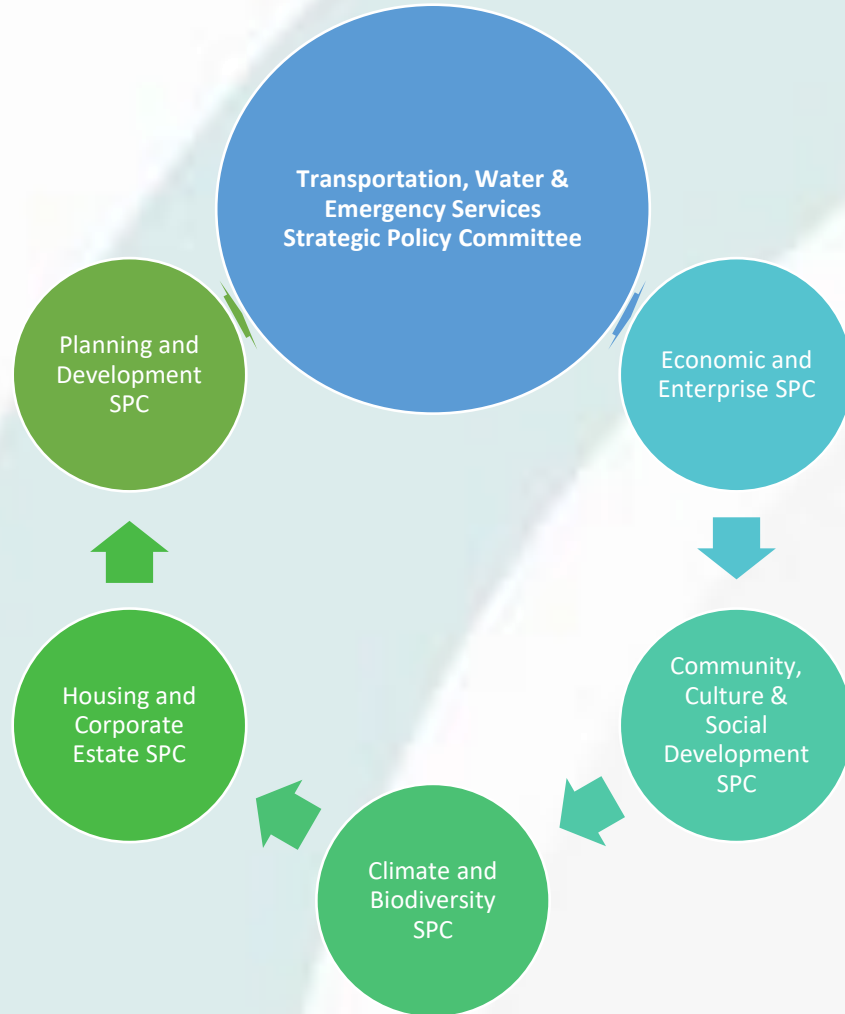 Transportation, Water &
Emergency Services
Strategic Policy Committee
Economic and
Enterprise SPC
Community,
Culture &
Social
Development
SPC
Climate and
Biodiversity
SPC
Housing and
Corporate
Estate SPC
Planning and
Development
SPC